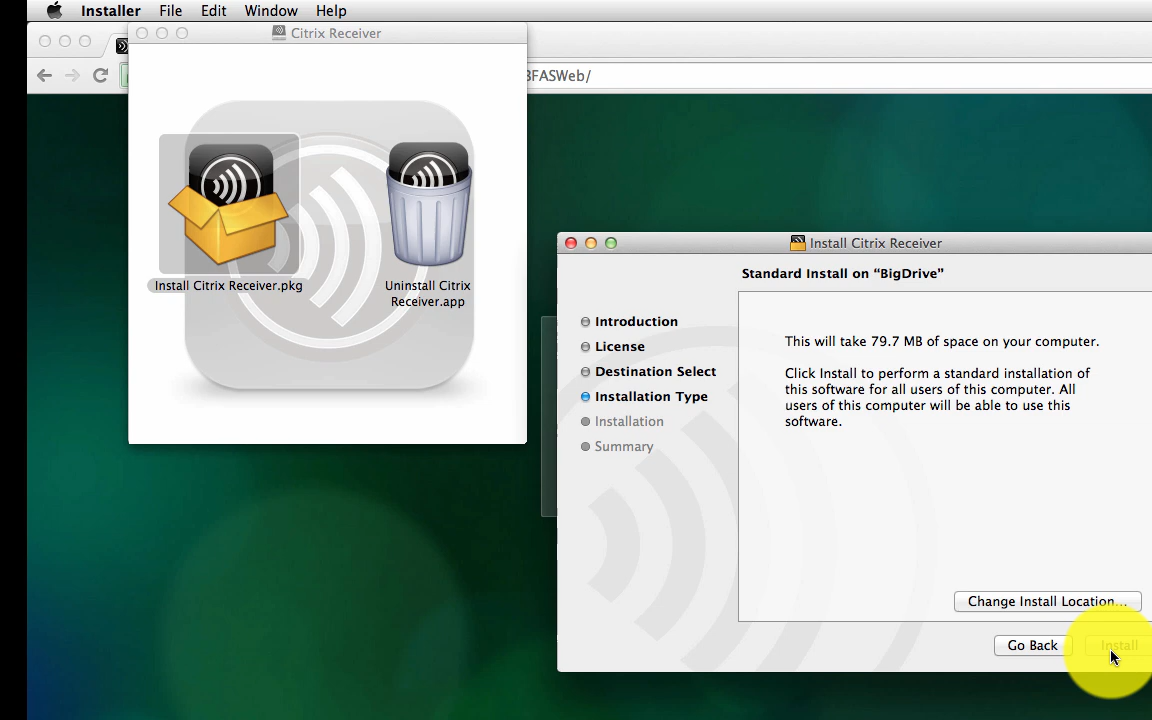 Installer File Edit Window Help
Citrix Receiver
3FASWeb/
Install Citrix Receiver.pkg
Uninstall Citrix
Receiver.app
Install Citrix Receiver
Standard Install on “BigDrive”
Introduction
License
Destination Select
Installation Type
Installation
Summary
This will take 79.7 MB of space on your computer.
Click Install to perform a standard installation of
this software for all users of this computer. All
users of this computer will be able to use this
software.
Change Install Location...
Go Back
Install